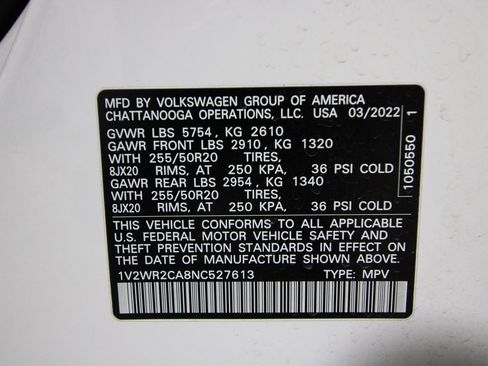 MFD BY VOLKSWAGEN GROUP OF AMERICA
CHATTANOOGA OPERATIONS, LLC. USA 03/2022
GVWR LBS 5754, KG 2610
GAWR FRONT LBS 2910, KG 1320
WITH 255/50R20 TIRES,
8JX20 RIMS, AT 250 KPA, 36 PSI COLD
GAWR REAR LBS 2954, KG 1340
WITH 255/50R20 TIRES,
8JX20 RIMS, AT 250 KPA, 36 PSI COLD
THIS VEHICLE CONFORMS TO ALL APPLICABLE
U.S. FEDERAL MOTOR VEHICLE SAFETY AND
THEFT PREVENTION STANDARDS IN EFFECT ON
THE DATE OF MANUFACTURE SHOWN ABOVE.
1V2WR2CA8NC527613 TYPE: MPV
1050550 1